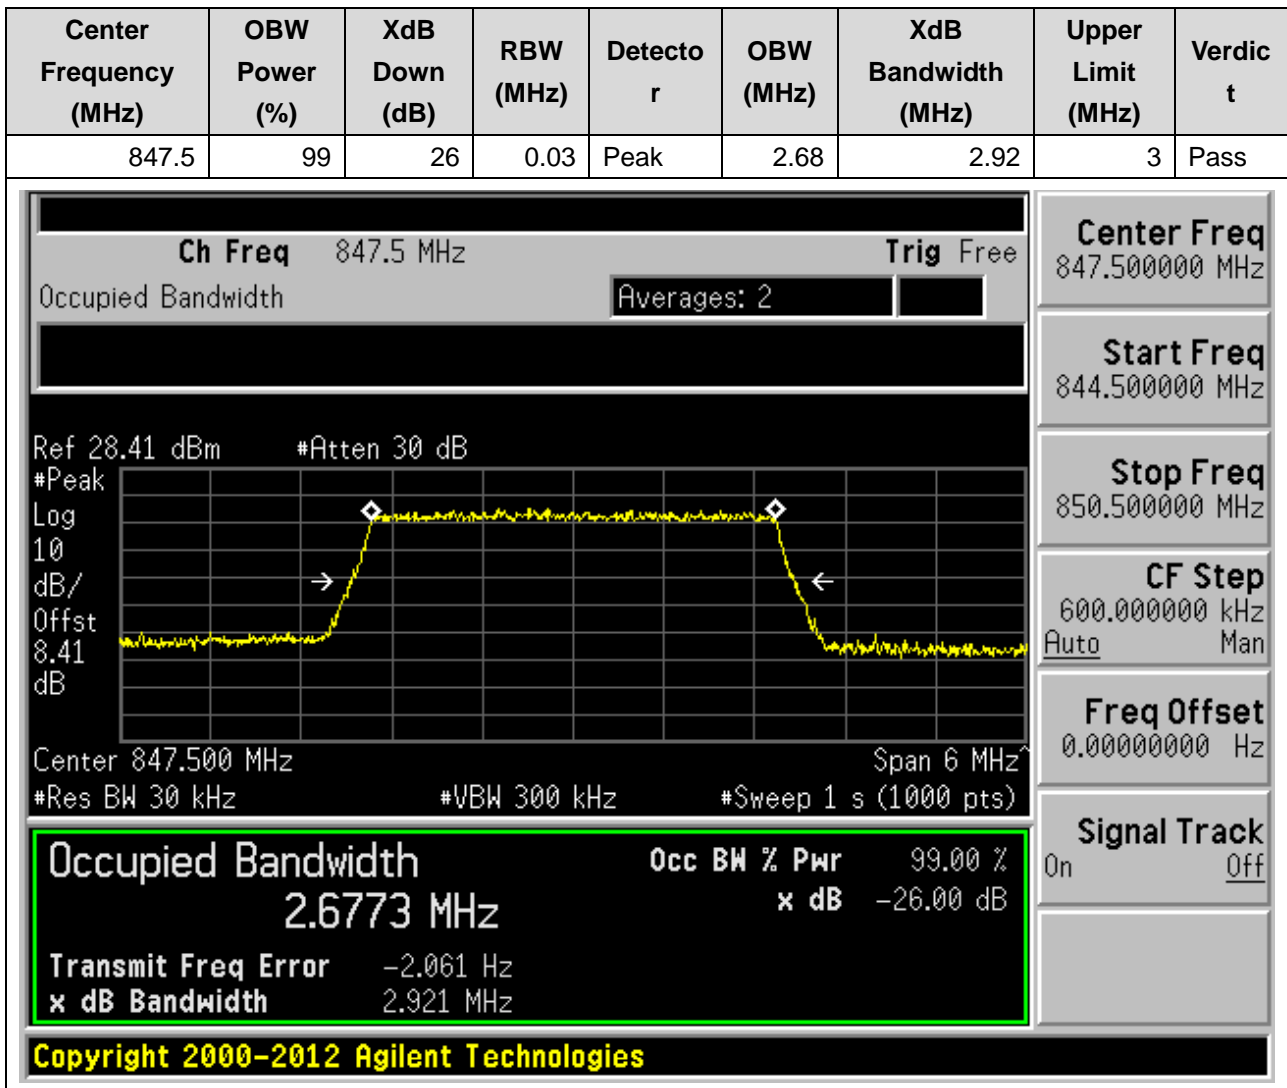 Center Frequency (MHz) OBW Power (%) XdB Down (dB) RBW (MHz) Detecto r OBW (MHz) XdB Bandwidth (MHz) Upper Limit (MHz) Verdic t
847.5 99 26 0.03 Peak 2.68 2.92 3 Pass
Ch Freq 847.5 MHz Trig Free
Occupied Bandwidth Averages: 2
Ref 28.41 dBm #Atten 30 dB
#Peak
Log
10
dB/
Offst
8.41
dB
Center 847.500 MHz Span 6 MHz^
#Res BW 30 kHz #VBW 300 kHz #Sweep 1 s (1000 pts)
Occupied Bandwidth Occ BW % Pwr 99.00 %
2.6773 MHz x dB -26.00 dB
Transmit Freq Error -2.061 Hz
x dB Bandwidth 2.921 MHz
Copyright 2000-2012 Agilent Technologies
Center Freq
847.500000 MHz
Start Freq
844.500000 MHz
Stop Freq
850.500000 MHz
CF Step
600.000000 kHz
Auto Man
Freq Offset
0.00000000 Hz
Signal Track
On Off